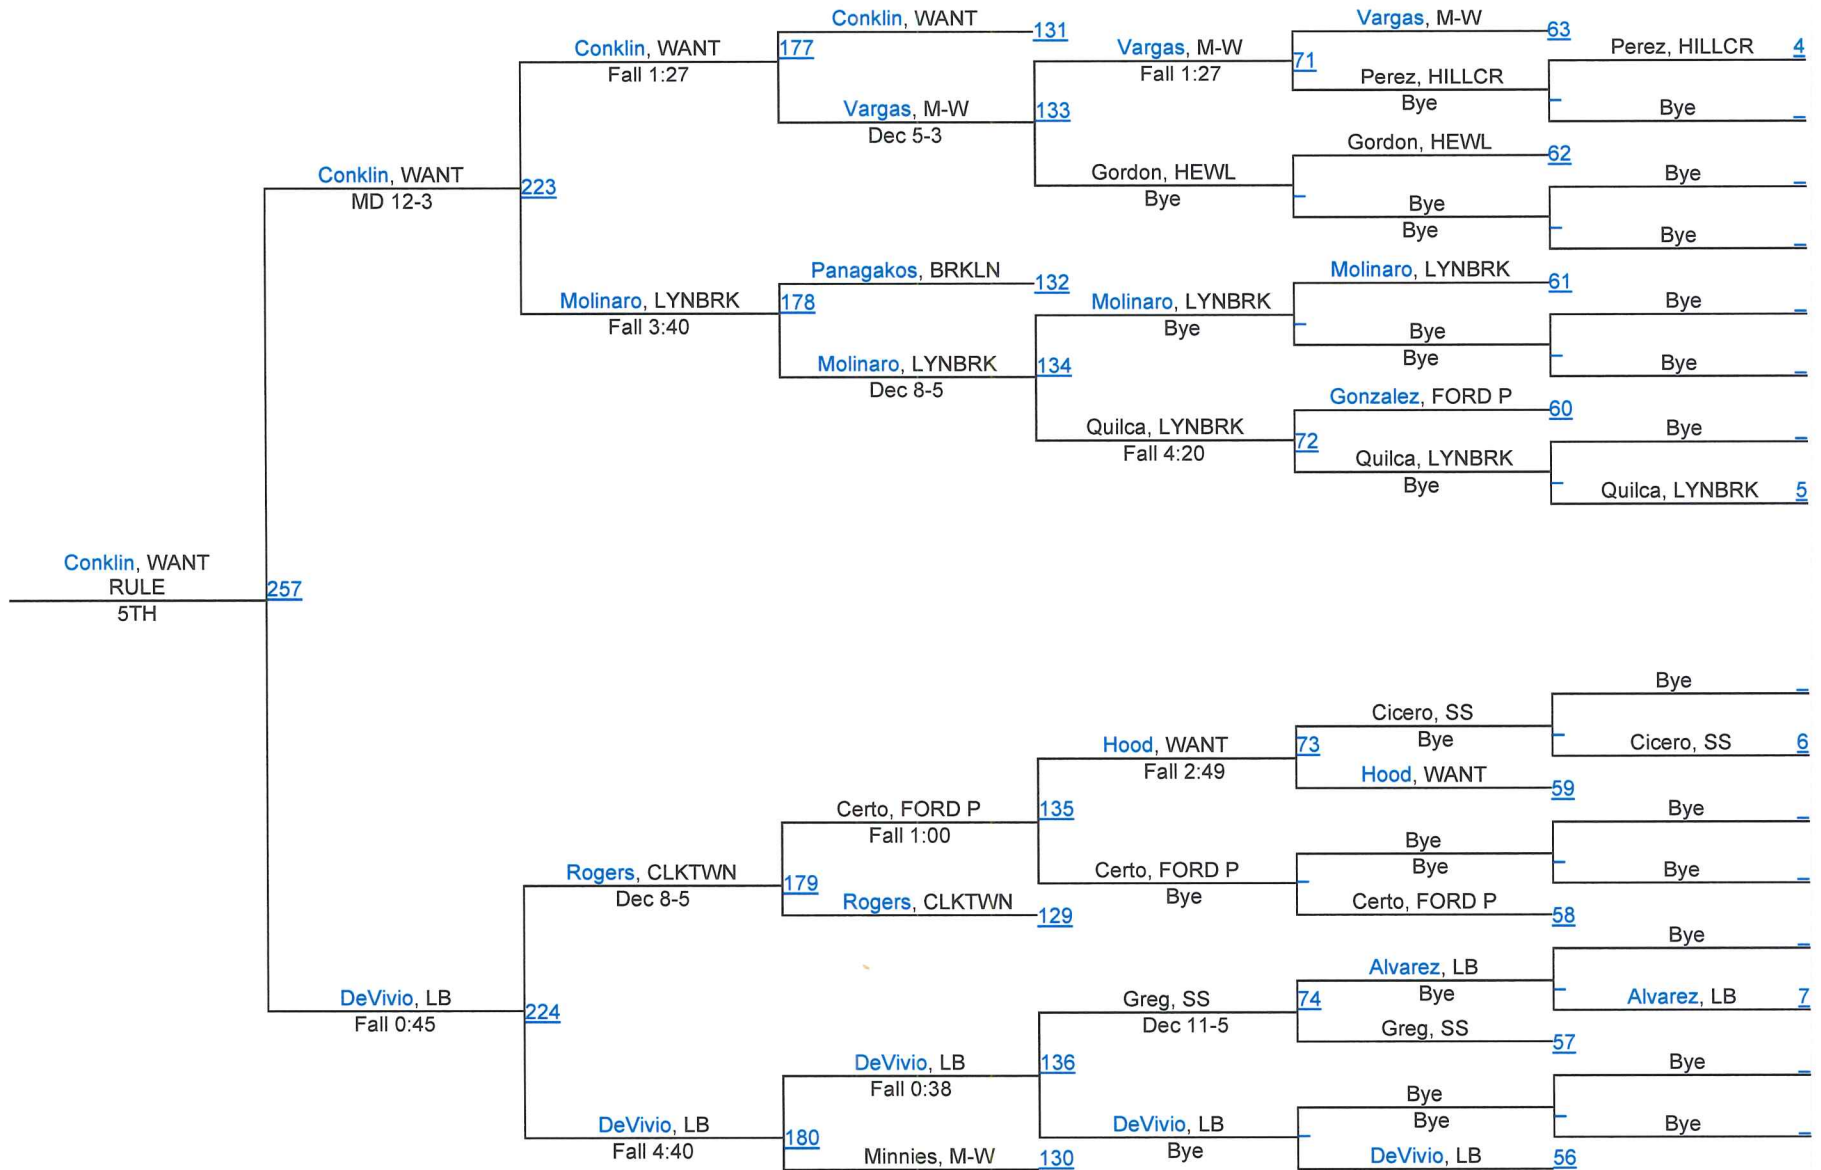 Conklin, WANT
131
Vargas, M-W
63
Conklin, WANT
177
Vargas, M-W
Perez, HILLCR
4
Fall 1:27
Fall 1:27
71
Perez, HILLCR
Bye
Bye
_
_
Vargas, M-W
133
Dec 5-3
Gordon, HEWL
62
Conklin, WANT
Gordon, HEWL
Bye
_
MD 12-3
223
Bye
_
Bye
Bye
_
Bye
_
Panagakos, BRKLN
132
Molinaro, LYNBRK
61
Molinaro, LYNBRK
178
Molinaro, LYNBRK
Bye
_
Fall 3:40
Bye
_
Bye
Bye
_
Bye
_
Molinaro, LYNBRK
134
Dec 8-5
Gonzalez, FORD P
60
Quilca, LYNBRK
72
Bye
_
Fall 4:20
Quilca, LYNBRK
Bye
_
Quilca, LYNBRK
5
Conklin, WANT
RULE
257
5TH
Bye
_
Cicero, SS
Hood, WANT
73
Bye
_
Cicero, SS
6
Fall 2:49
Hood, WANT
59
Certo, FORD P
135
Bye
_
Fall 1:00
Bye
Bye
_
Bye
_
Rogers, CLKTWN
179
Certo, FORD P
_
Dec 8-5
Bye
Rogers, CLKTWN
129
Certo, FORD P
58
Bye
_
Alvarez, LB
DeVivio, LB
Greg, SS
74
Bye
_
Alvarez, LB
7
Fall 0:45
224
Dec 11-5
Greg, SS
57
DeVivio, LB
136
Bye
_
Fall 0:38
Bye
DeVivio, LB
180
DeVivio, LB
_
Bye
_
Bye
_
Fall 4:40
Minnies, M-W
130
Bye
DeVivio, LB
56